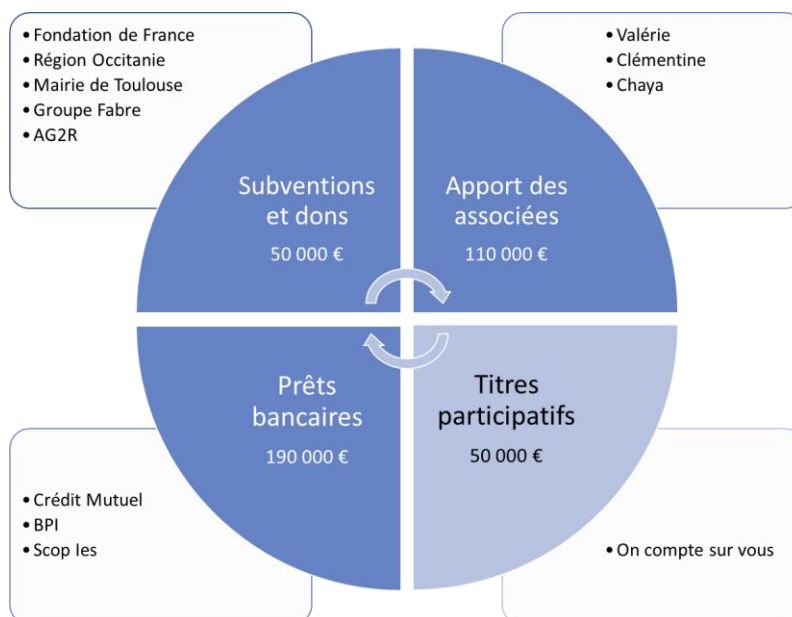 • Fondation de France
• Région Occitanie
• Mairie de Toulouse
• Groupe Fabre
• AG2R
• Valérie
• Clémentine
• Chaya
Subventions
et dons
50 000 €
Apport des
associées
110 000 €
Prêts
bancaires
190 000 €
Titres
participatifs
50 000 €
• Crédit Mutuel
• BPI
• Scop Ies
• On compte sur vous